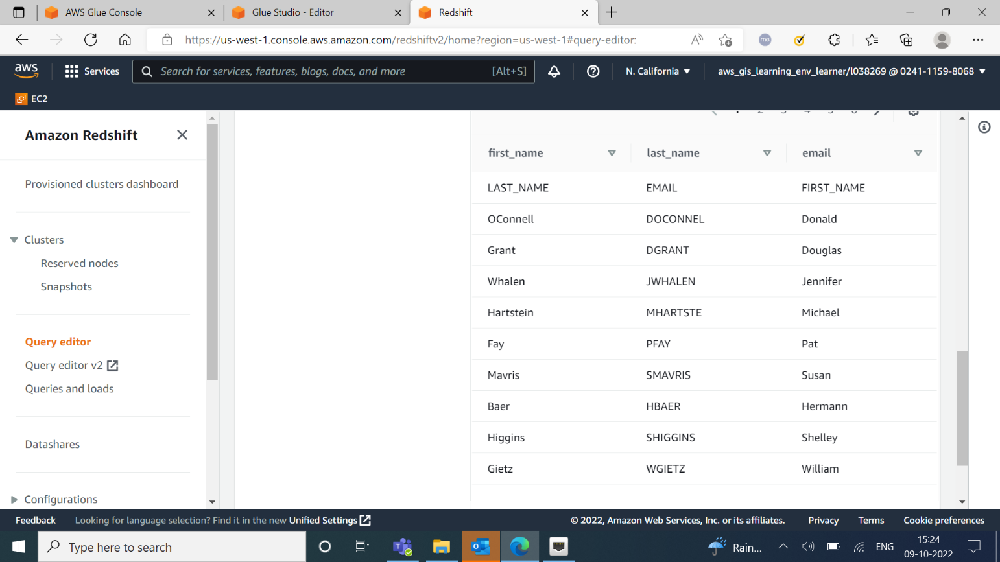 AWS Glue Console
Glue Studio - Editor
Redshift
https://us-west-1.console.aws.amazon.com/redshiftv2/home?region=us-west-1#query-editor:
me
aws
Services
Search for services, features, blogs, docs, and more
[Alt+S]
N. California
aws_gis_learning_env_learner/l038269 @ 0241-1159-8068
EC2
Amazon Redshift
Provisioned clusters dashboard
Clusters
Reserved nodes
Snapshots
Query editor
Query editor v2
Queries and loads
Datashares
Configurations
first_name last_name email
LAST_NAME EMAIL FIRST_NAME
OConnell DOCONNEL Donald
Grant DGRANT Douglas
Whalen JWHALEN Jennifer
Hartstein MHARTSTE Michael
Fay PFAY Pat
Mavris SMAVRIS Susan
Baer HBAER Hermann
Higgins SHIGGINS Shelley
Gietz WGIETZ William
Feedback Looking for language selection? Find it in the new Unified Settings
© 2022, Amazon Web Services, Inc. or its affiliates. Privacy Terms Cookie preferences
Type here to search
Rain...
ENG
15:24
09-10-2022